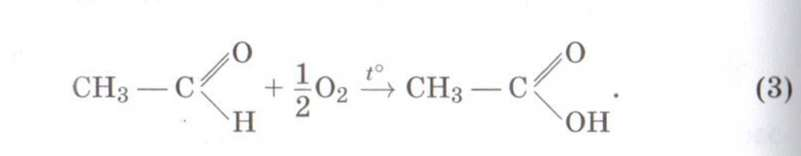 CH₃ — C(=O)(H) + 1/2 O₂ →(t°) CH₃ — C(=O)(OH) . (3)